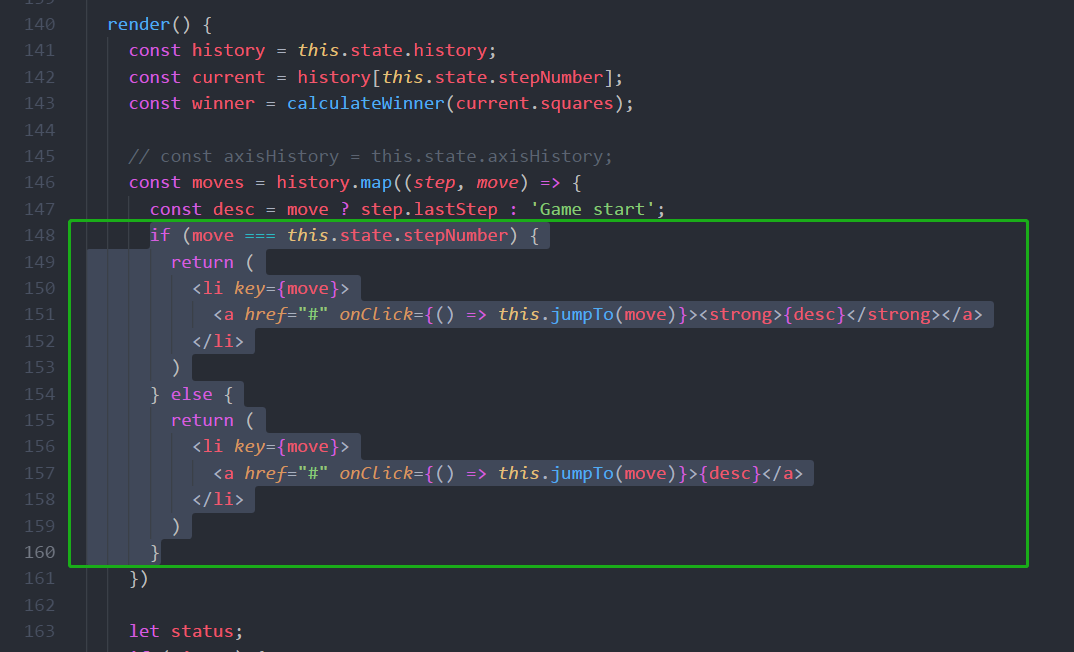 140 render() {
141 const history = this.state.history;
142 const current = history[this.state.stepNumber];
143 const winner = calculateWinner(current.squares);
144
145 // const axisHistory = this.state.axisHistory;
146 const moves = history.map((step, move) => {
147 const desc = move ? step.lastStep : 'Game start';
148 if (move === this.state.stepNumber) {
149 return (
150 <li key={move}>
151 <a href="#" onClick={() => this.jumpTo(move)}><strong>{desc}</strong></a>
152 </li>
153 )
154 } else {
155 return (
156 <li key={move}>
157 <a href="#" onClick={() => this.jumpTo(move)}>{desc}</a>
158 </li>
159 )
160 }
161 })
162
163 let status;